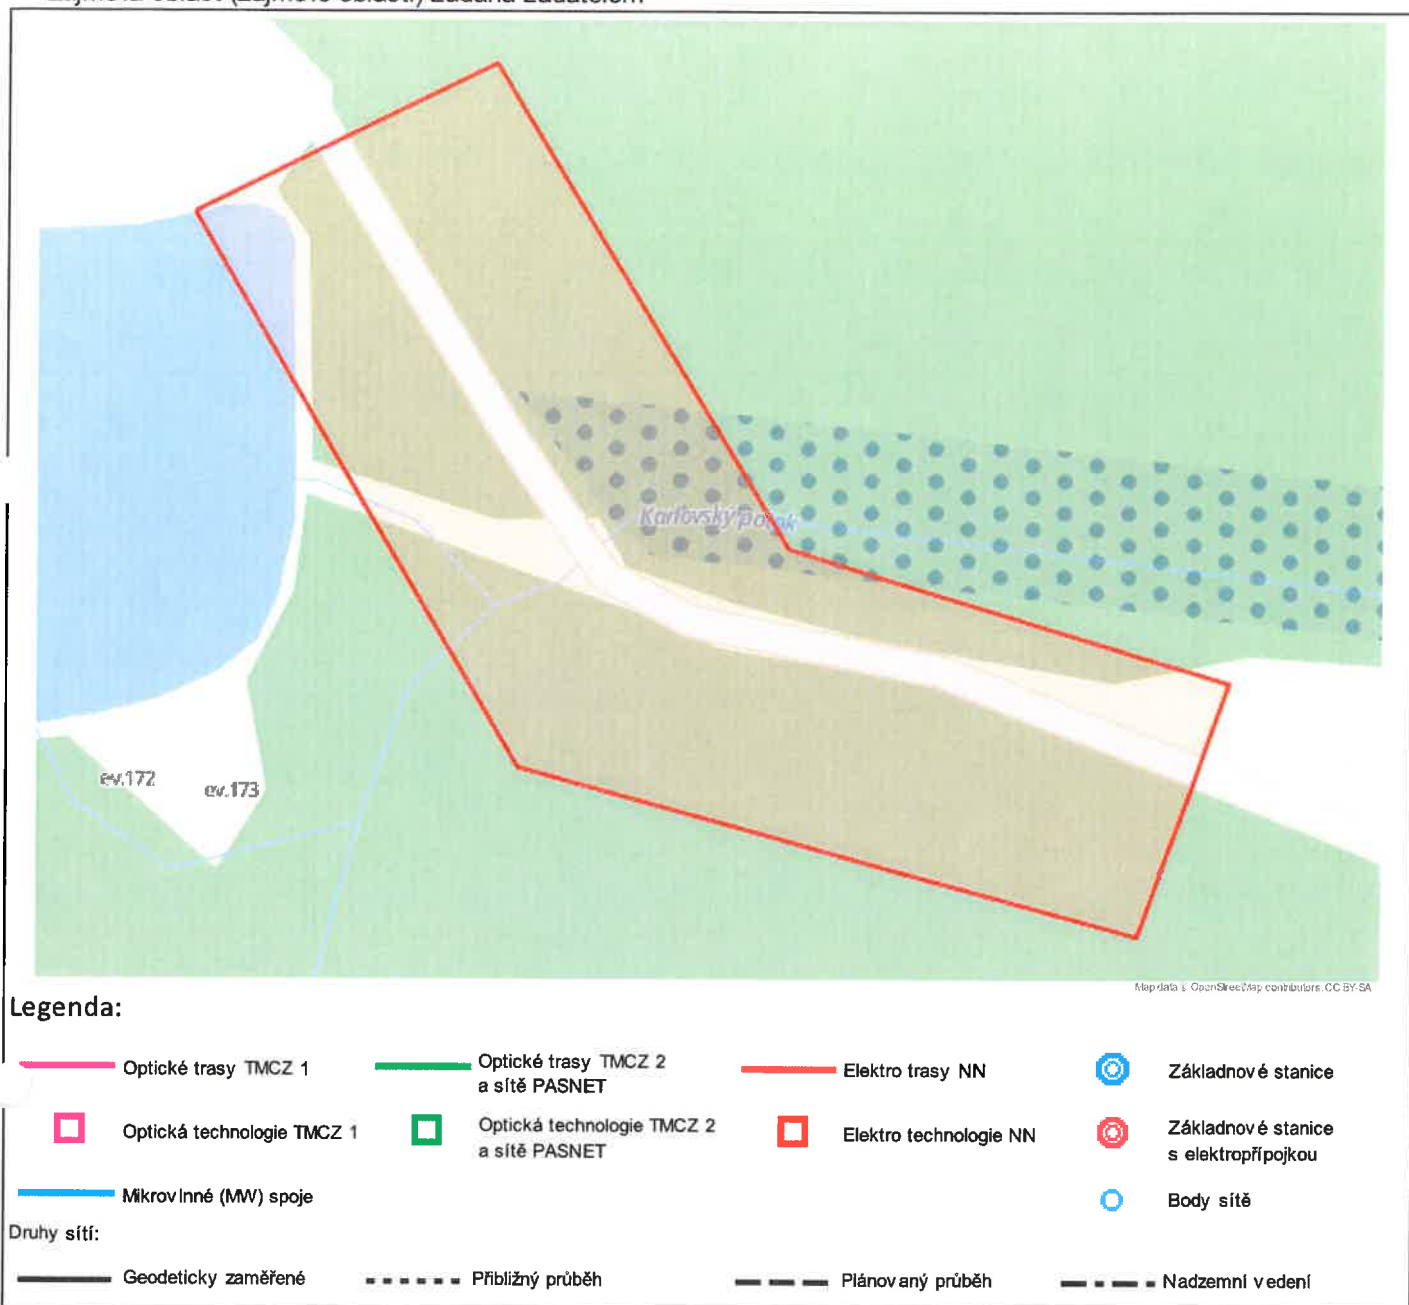 Karlovský potok
ev.172
ev.173
Map data © OpenStreetMap contributors, CC BY-SA
Legenda:
Optické trasy TMCZ 1
Optické trasy TMCZ 2
a sítě PASNET
Elektro trasy NN
Základnové stanice
Optická technologie TMCZ 1
Optická technologie TMCZ 2
a sítě PASNET
Elektro technologie NN
Základnové stanice
s elektropřípojkou
Mikrovlnné (MW) spoje
Body sítě
Druhy sítí:
Geodeticky zaměřené
Přibližný průběh
Plánovaný průběh
Nadzemní vedení